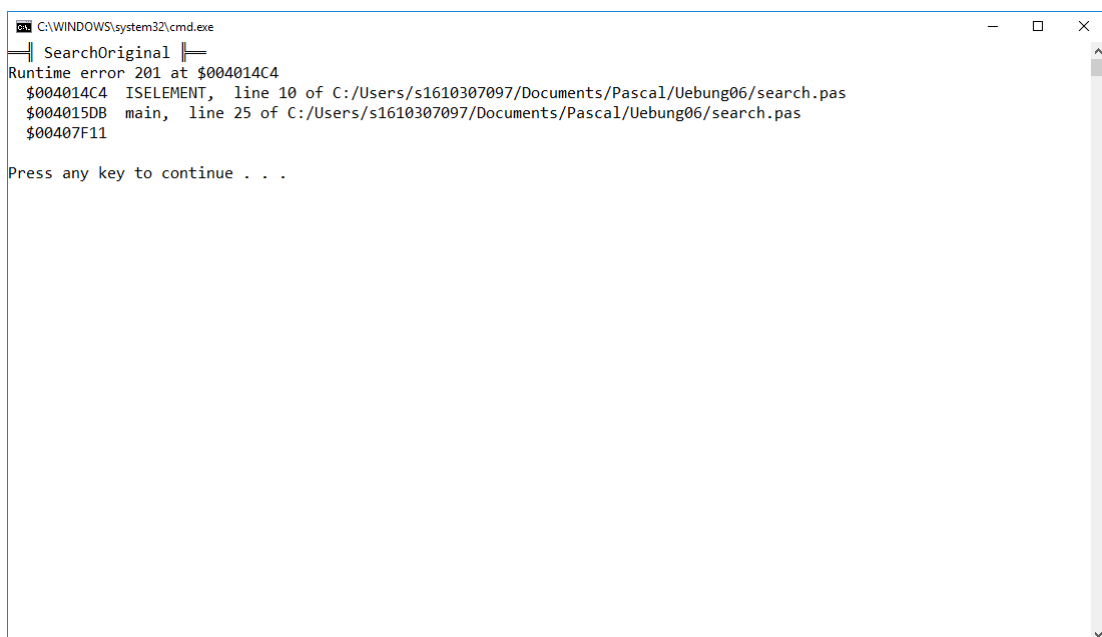 C:\WINDOWS\system32\cmd.exe
══╣ SearchOriginal ╠══
Runtime error 201 at $004014C4
  $004014C4  ISELEMENT,  line 10 of C:/Users/s1610307097/Documents/Pascal/Uebung06/search.pas
  $004015DB  main,  line 25 of C:/Users/s1610307097/Documents/Pascal/Uebung06/search.pas
  $00407F11
Press any key to continue . . .